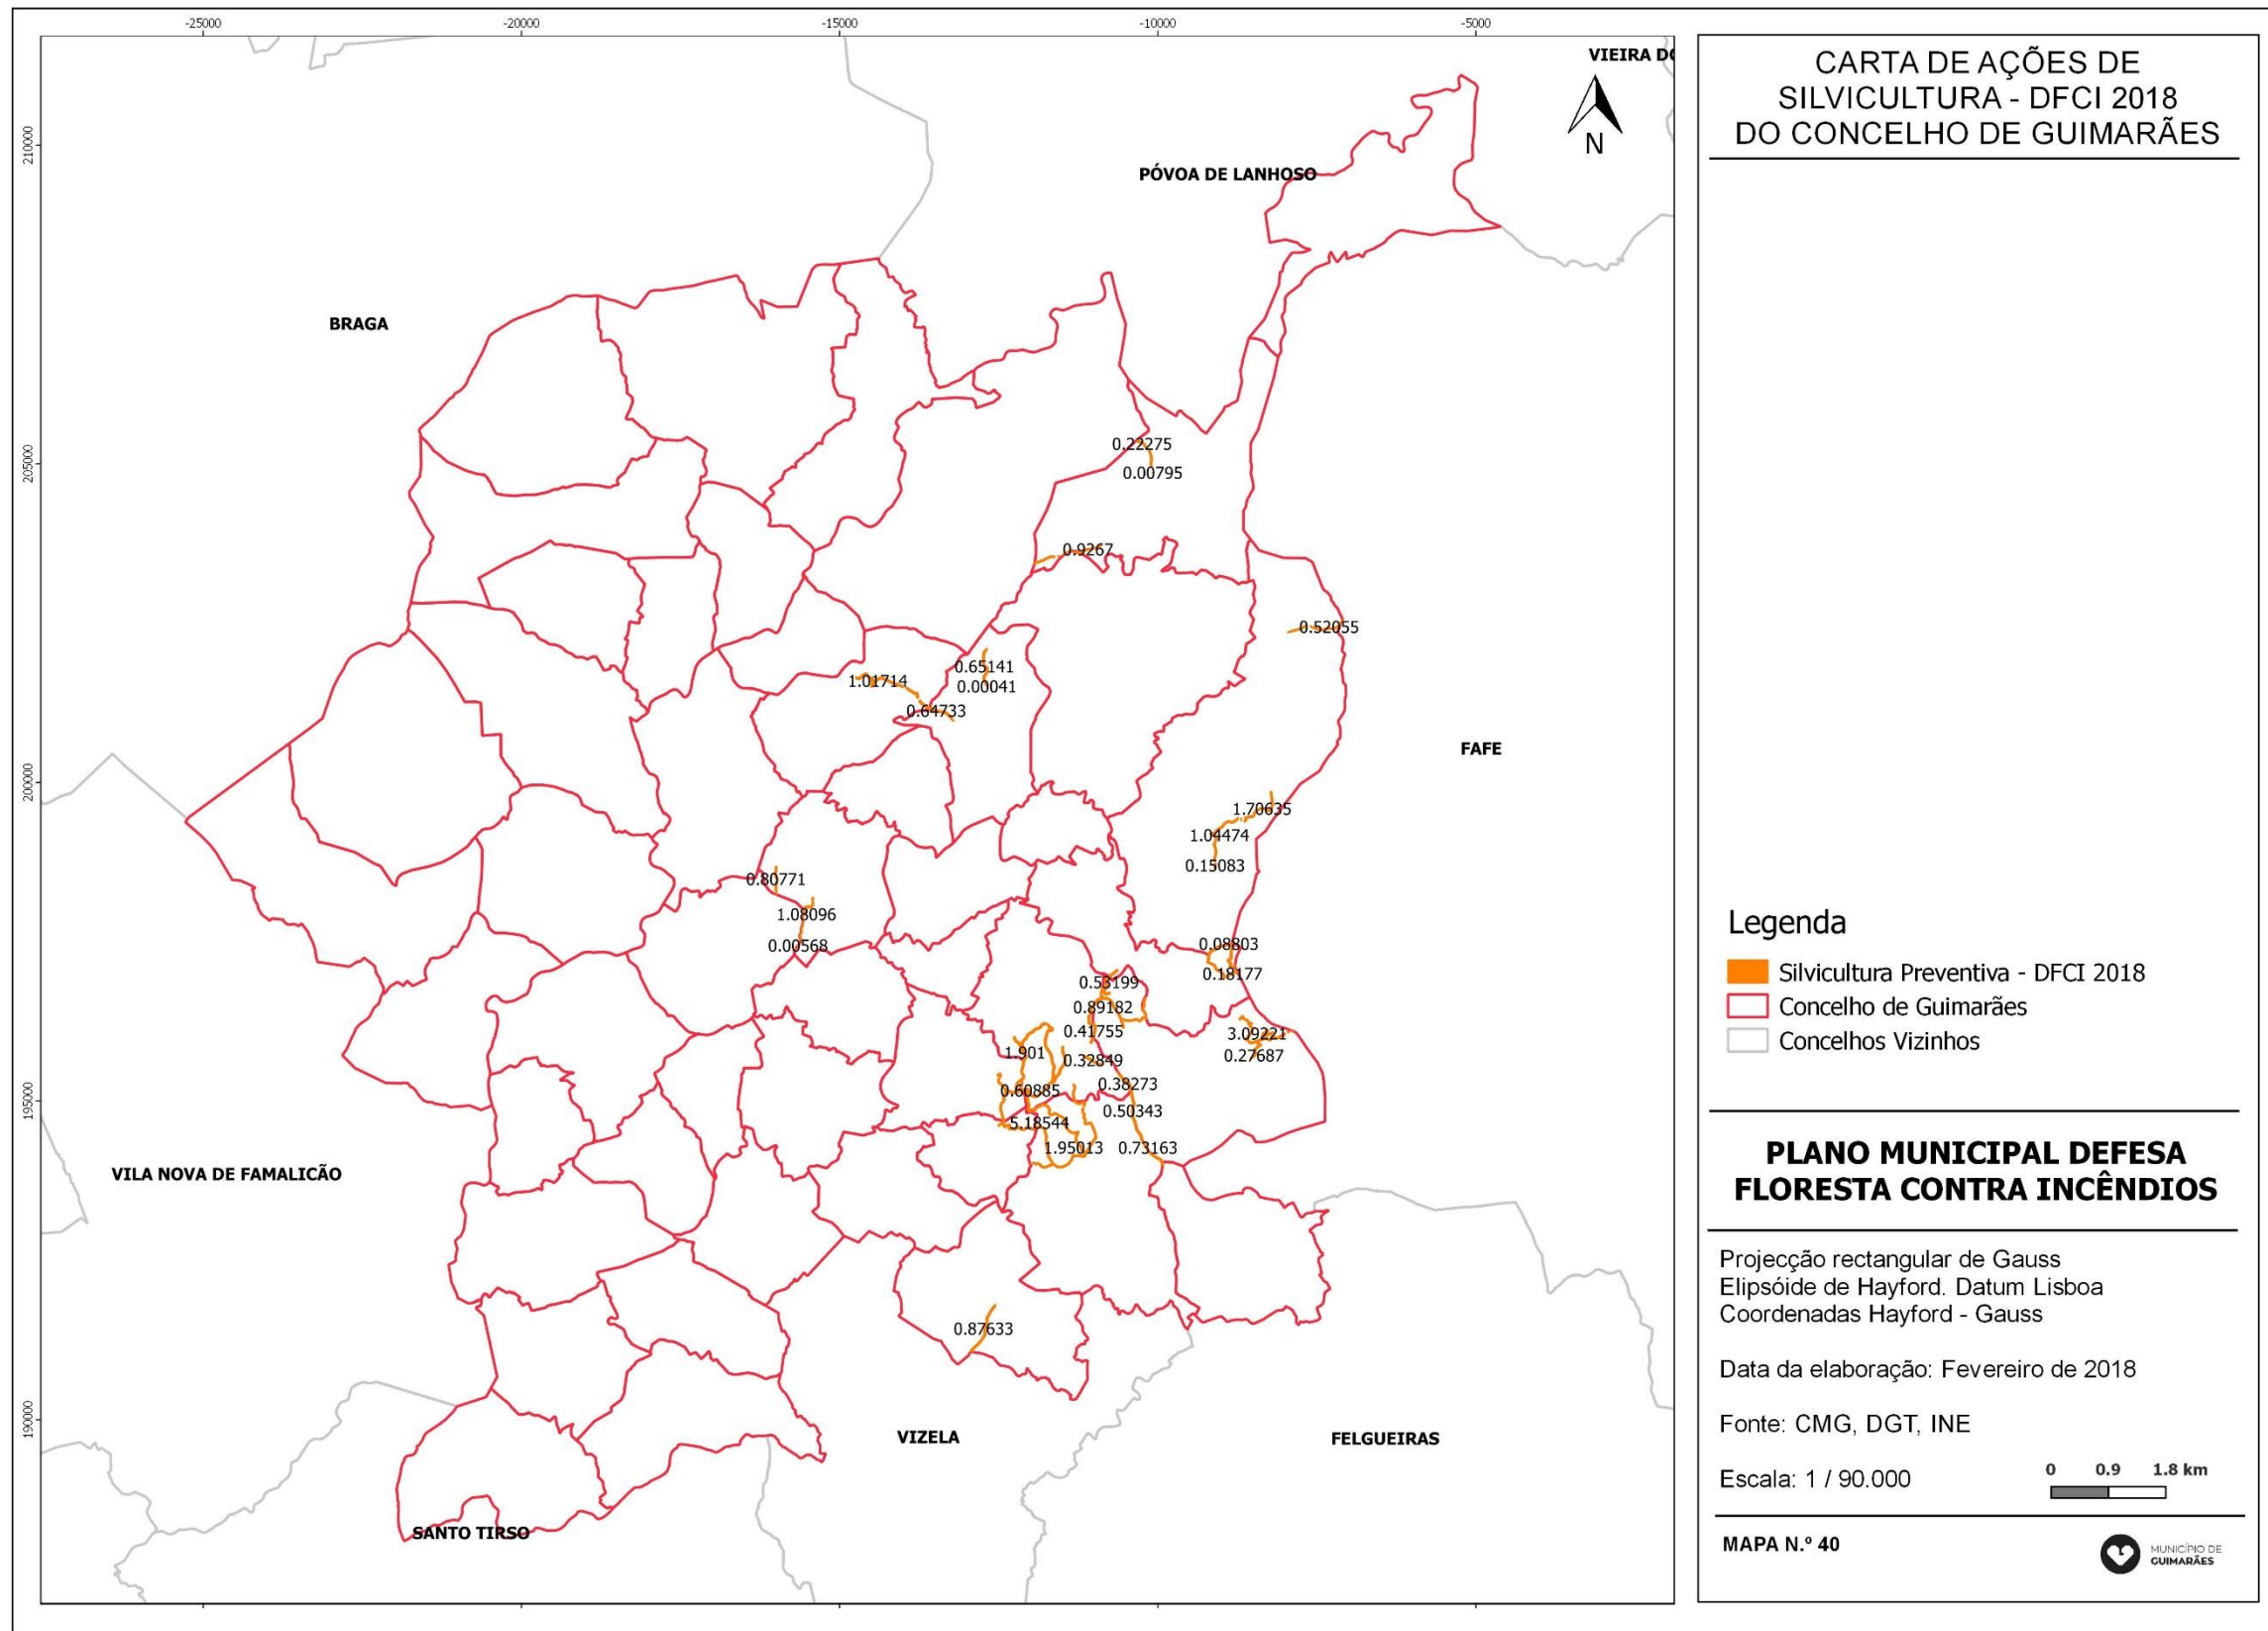 -25000
-20000
-15000
-10000
-5000
210000
205000
200000
195000
190000
VIEIRA DO
PÓVOA DE LANHOSO
BRAGA
FAFE
VILA NOVA DE FAMALICÃO
VIZELA
FELGUEIRAS
SANTO TIRSO
N
0.22275
0.00795
0.9267
0.52055
0.65141
0.00041
1.01714
0.64733
1.70635
1.04474
0.15083
0.80771
1.08096
0.00568
0.08803
0.18177
0.53199
0.89182
0.41755
3.09221
0.27687
1.901
0.32849
0.60885
0.38273
0.50343
5.18544
1.95013
0.73163
0.87633
CARTA DE AÇÕES DE
SILVICULTURA - DFCI 2018
DO CONCELHO DE GUIMARÃES
Legenda
Silvicultura Preventiva - DFCI 2018
Concelho de Guimarães
Concelhos Vizinhos
PLANO MUNICIPAL DEFESA
FLORESTA CONTRA INCÊNDIOS
Projecção rectangular de Gauss
Elipsóide de Hayford. Datum Lisboa
Coordenadas Hayford - Gauss
Data da elaboração: Fevereiro de 2018
Fonte: CMG, DGT, INE
Escala: 1 / 90.000
0 0.9 1.8 km
MAPA N.º 40
MUNICÍPIO DE
GUIMARÃES